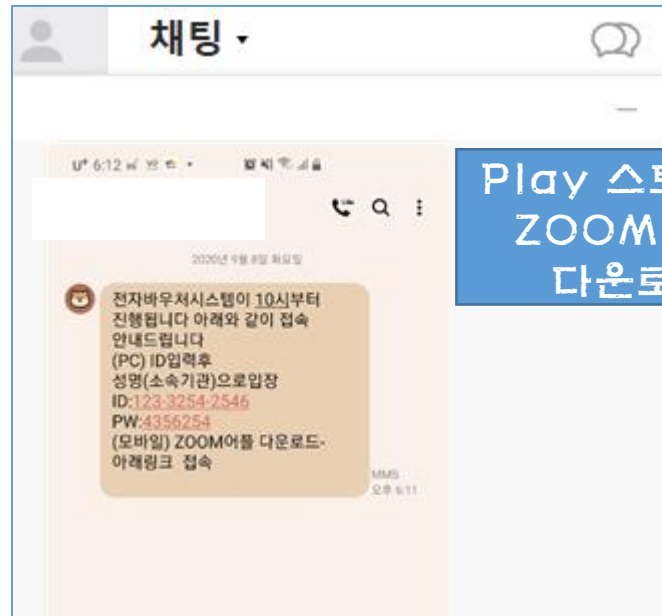 채팅
U+ 6:12
2020년 9월 8일 화요일
전자바우처시스템이 10시부터
진행됩니다 아래와 같이 접속
안내드립니다
(PC) ID입력후
성명(소속기관)으로입장
ID:123-3254-2546
PW:4356254
(모바일) ZOOM어플 다운로드-
아래링크 접속
MMS
오후 6:11
Play
ZOOM